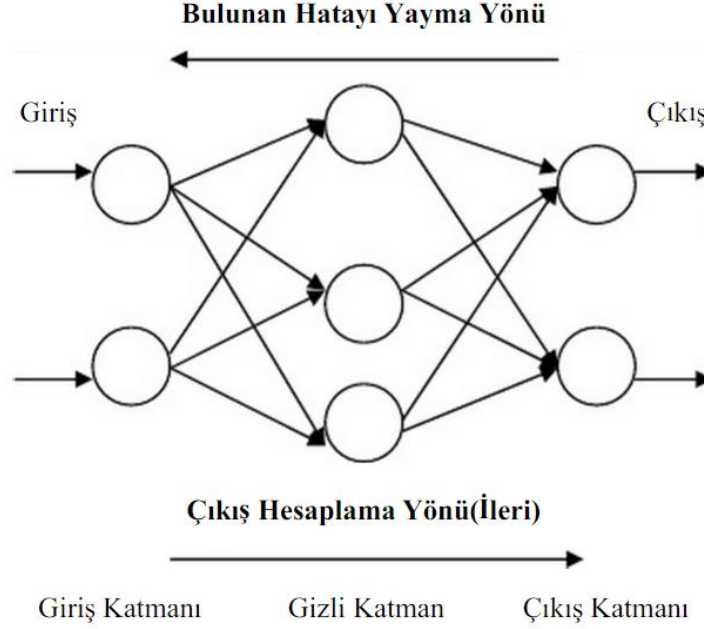 Bulunan Hatayı Yayma Yönü
Giriş
Çıkış
Çıkış Hesaplama Yönü(İleri)
Giriş Katmanı
Gizli Katman
Çıkış Katmanı